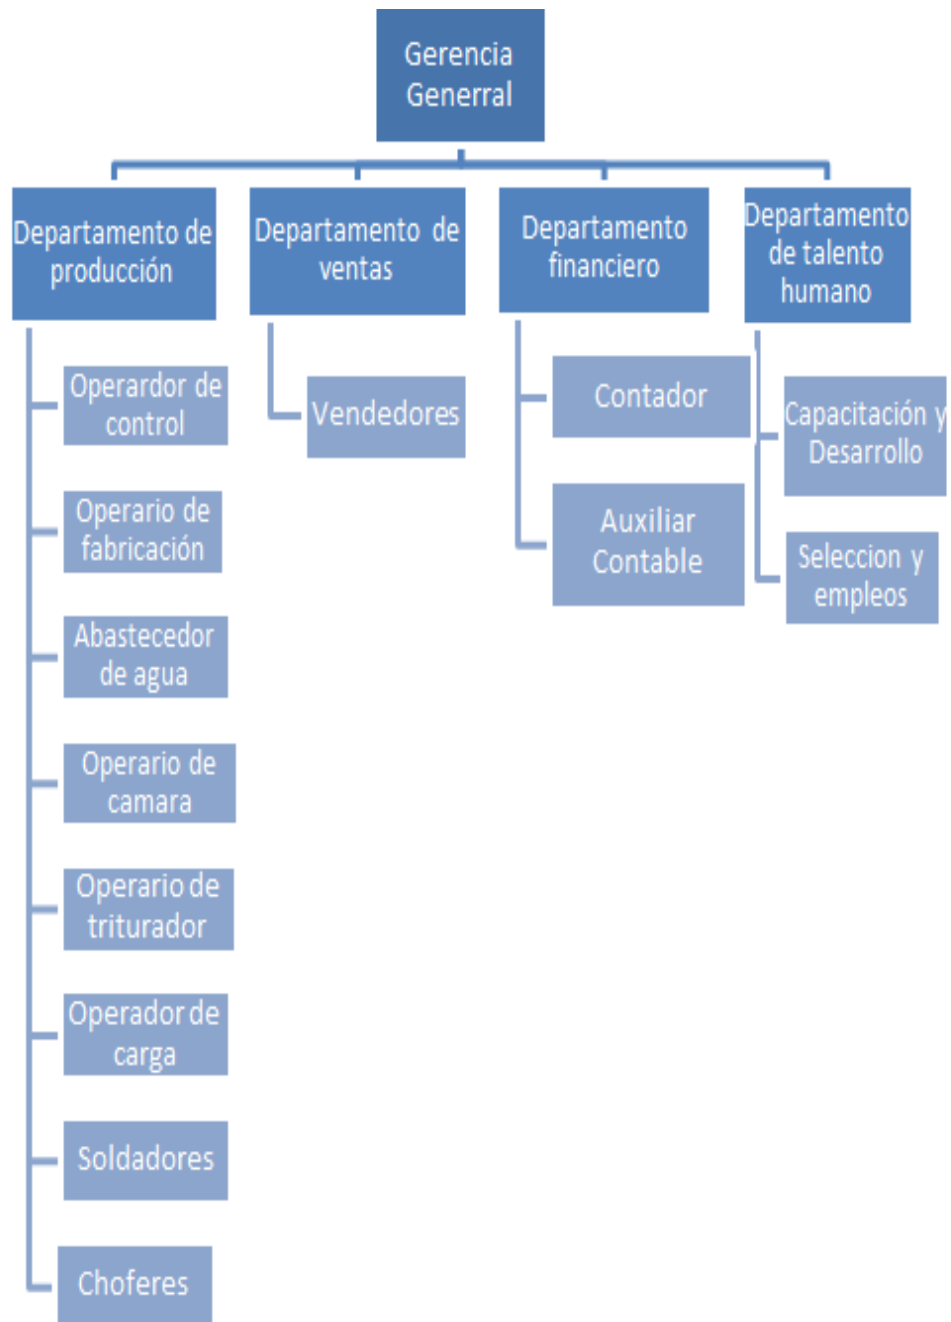 Gerencia
Generral
Departamento de
producción
Departamento de
ventas
Departamento
financiero
Departamento
de talento
humano
Operardor de
control
Operario de
fabricación
Abastecedor
de agua
Operario de
camara
Operario de
triturador
Operador de
carga
Soldadores
Choferes
Vendedores
Contador
Auxiliar
Contable
Capacitación y
Desarrollo
Seleccion y
empleos